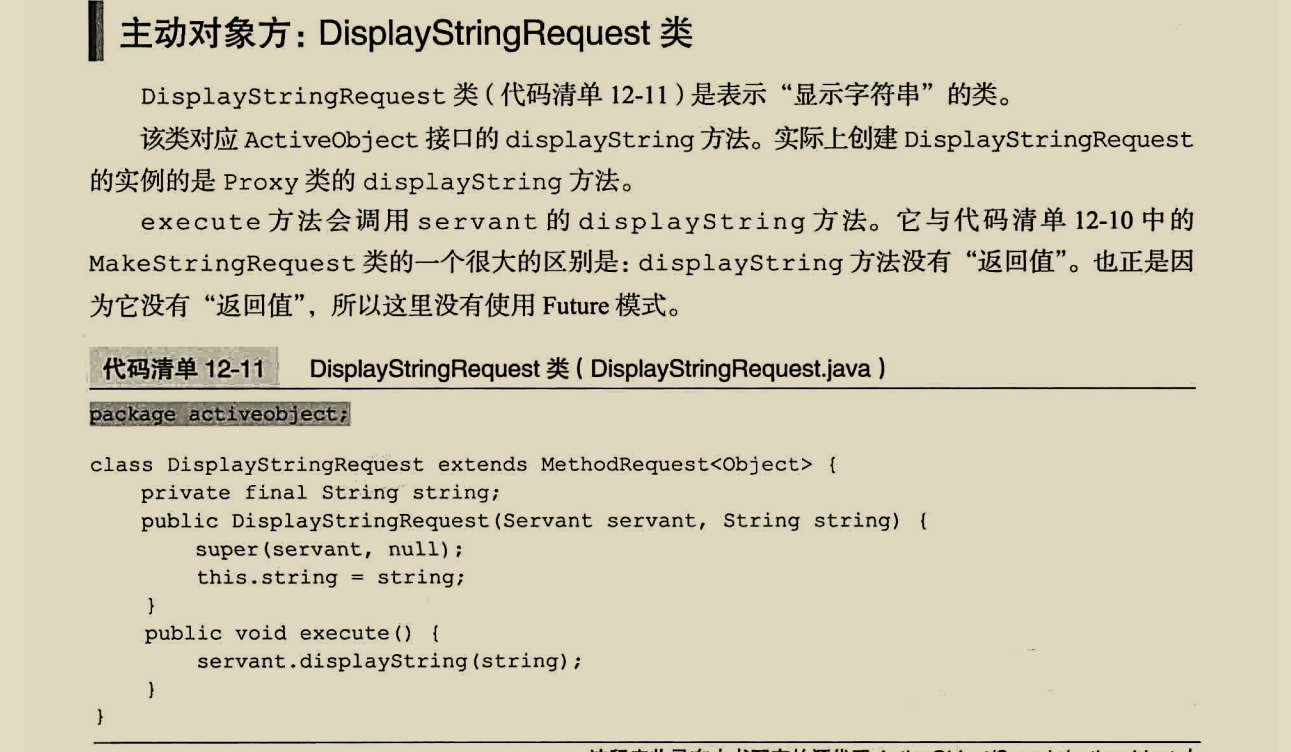 主动对象方：DisplayStringRequest 类
DisplayStringRequest 类（代码清单 12-11）是表示“显示字符串”的类。
该类对应 ActiveObject 接口的 displayString 方法。实际上创建 DisplayStringRequest
的实例的是 Proxy 类的 displayString 方法。
execute 方法会调用 servant 的 displayString 方法。它与代码清单 12-10 中的
MakeStringRequest 类的一个很大的区别是：displayString 方法没有“返回值”。也正是因
为它没有“返回值”，所以这里没有使用 Future 模式。
代码清单 12-11 DisplayStringRequest 类（DisplayStringRequest.java）
package activeobject;
class DisplayStringRequest extends MethodRequest<Object> {
    private final String string;
    public DisplayStringRequest(Servant servant, String string) {
        super(servant, null);
        this.string = string;
    }
    public void execute() {
        servant.displayString(string);
    }
}